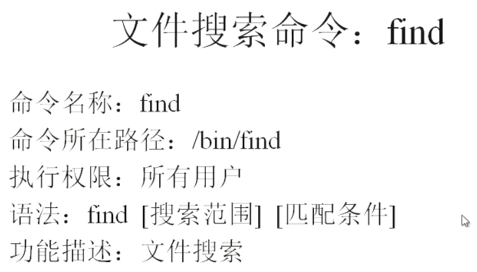 文件搜索命令：find
命令名称：find
命令所在路径：/bin/find
执行权限：所有用户
语法：find [搜索范围] [匹配条件]
功能描述：文件搜索